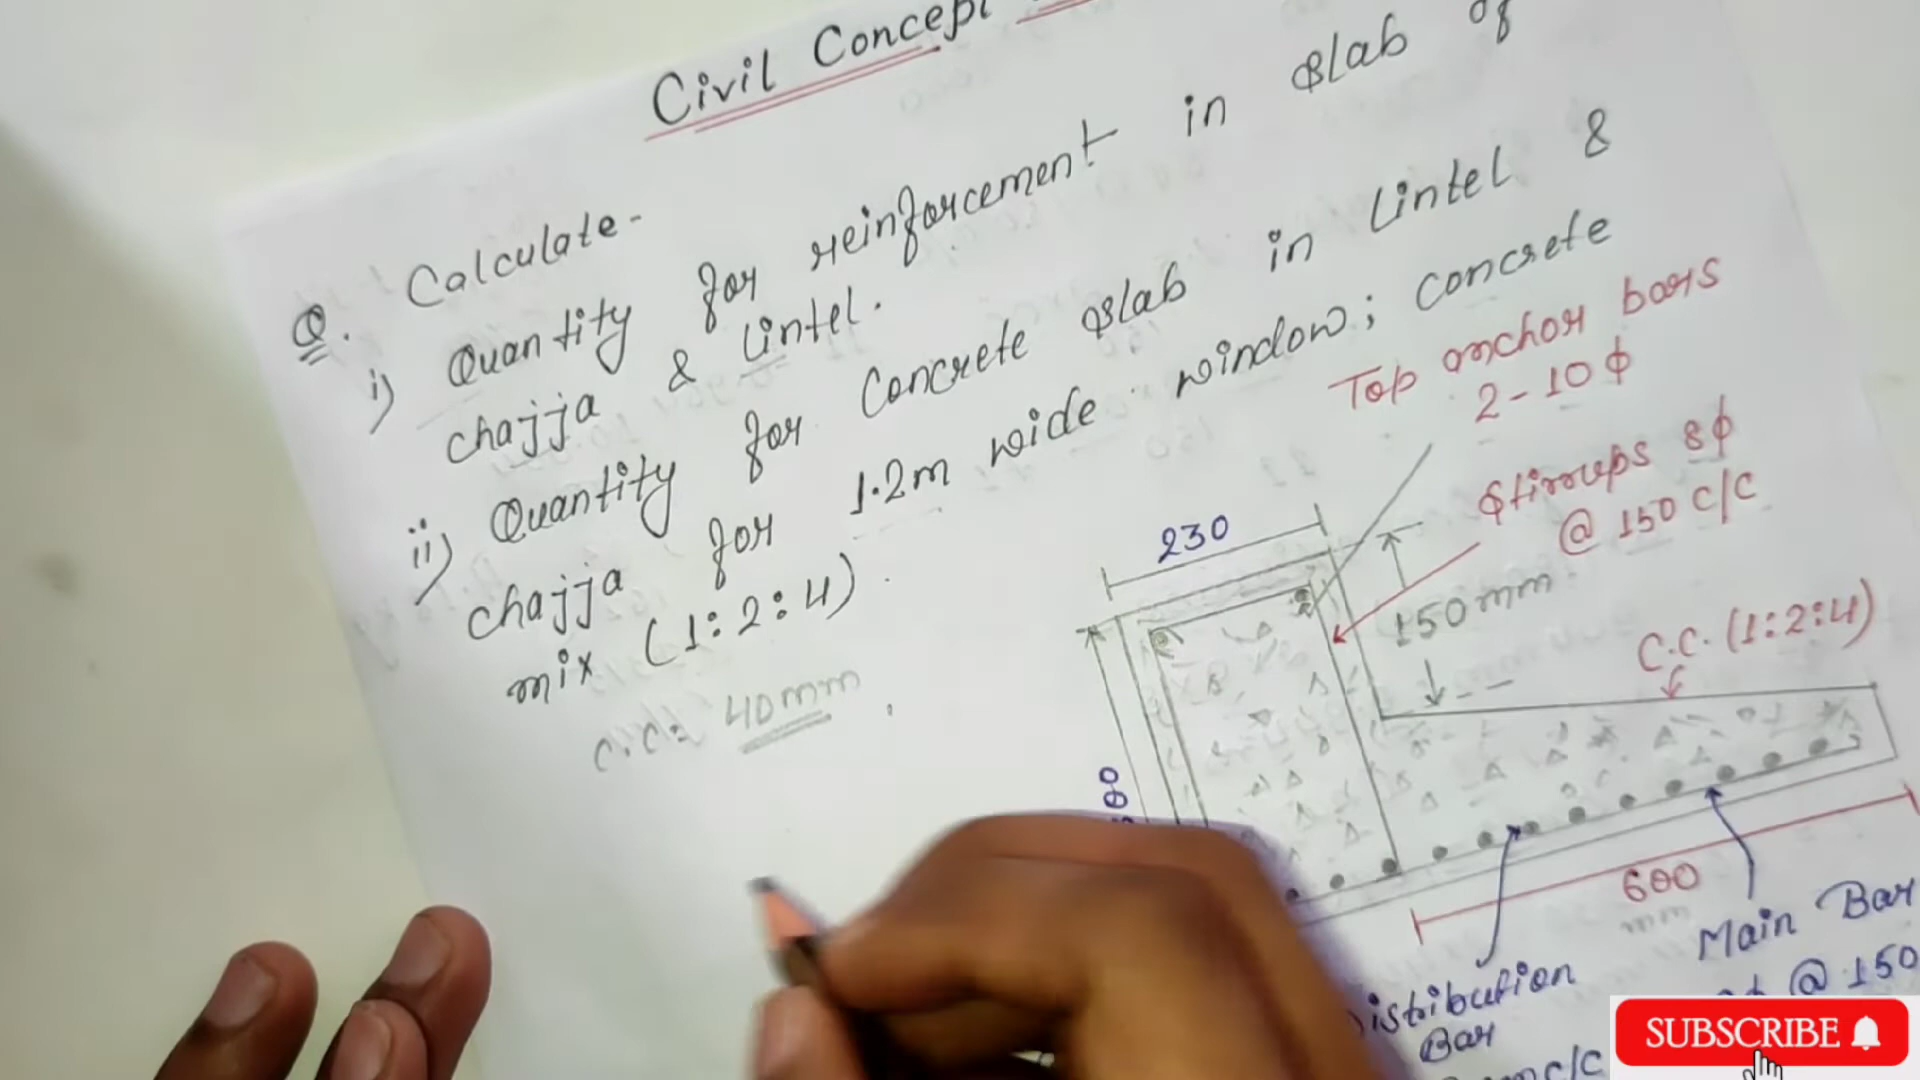 Civil Concept
Q. Calculate-
i) Quantity for reinforcement in slab of
chajja & lintel.
ii) Quantity for Concrete slab in Lintel &
chajja for 1.2m wide window; concrete
mix (1:2:4).
C.C = 40mm
Top anchor bars
2-10 ϕ
Stirrups 8ϕ
@ 150 c/c
230
150mm
C.C. (1:2:4)
600
Main Bar
@ 150
Distribution
Bar
c/c
SUBSCRIBE